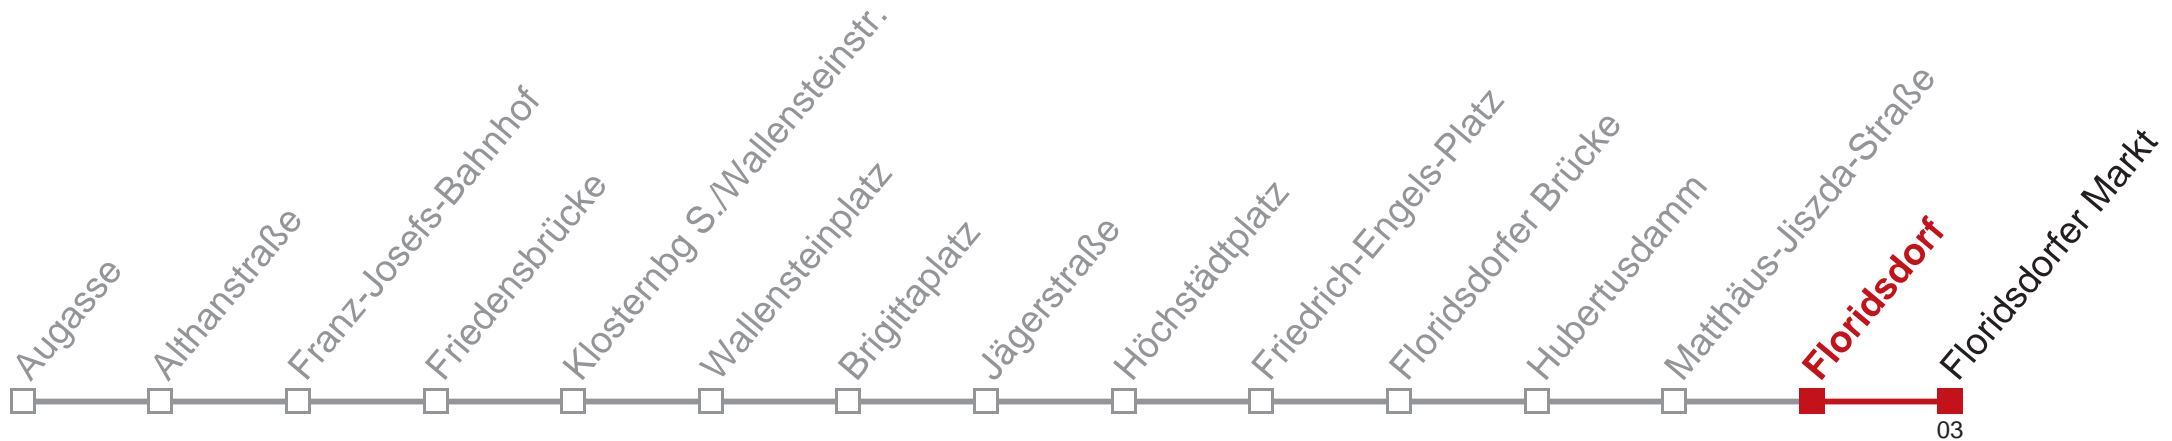 Augasse
Althanstraße
Franz-Josefs-Bahnhof
Friedensbrücke
Klosternbg S./Wallensteinstr.
Wallensteinplatz
Brigittaplatz
Jägerstraße
Höchstädtplatz
Friedrich-Engels-Platz
Floridsdorfer Brücke
Hubertusdamm
Matthäus-Jiszda-Straße
Floridsdorf
Floridsdorfer Markt
03